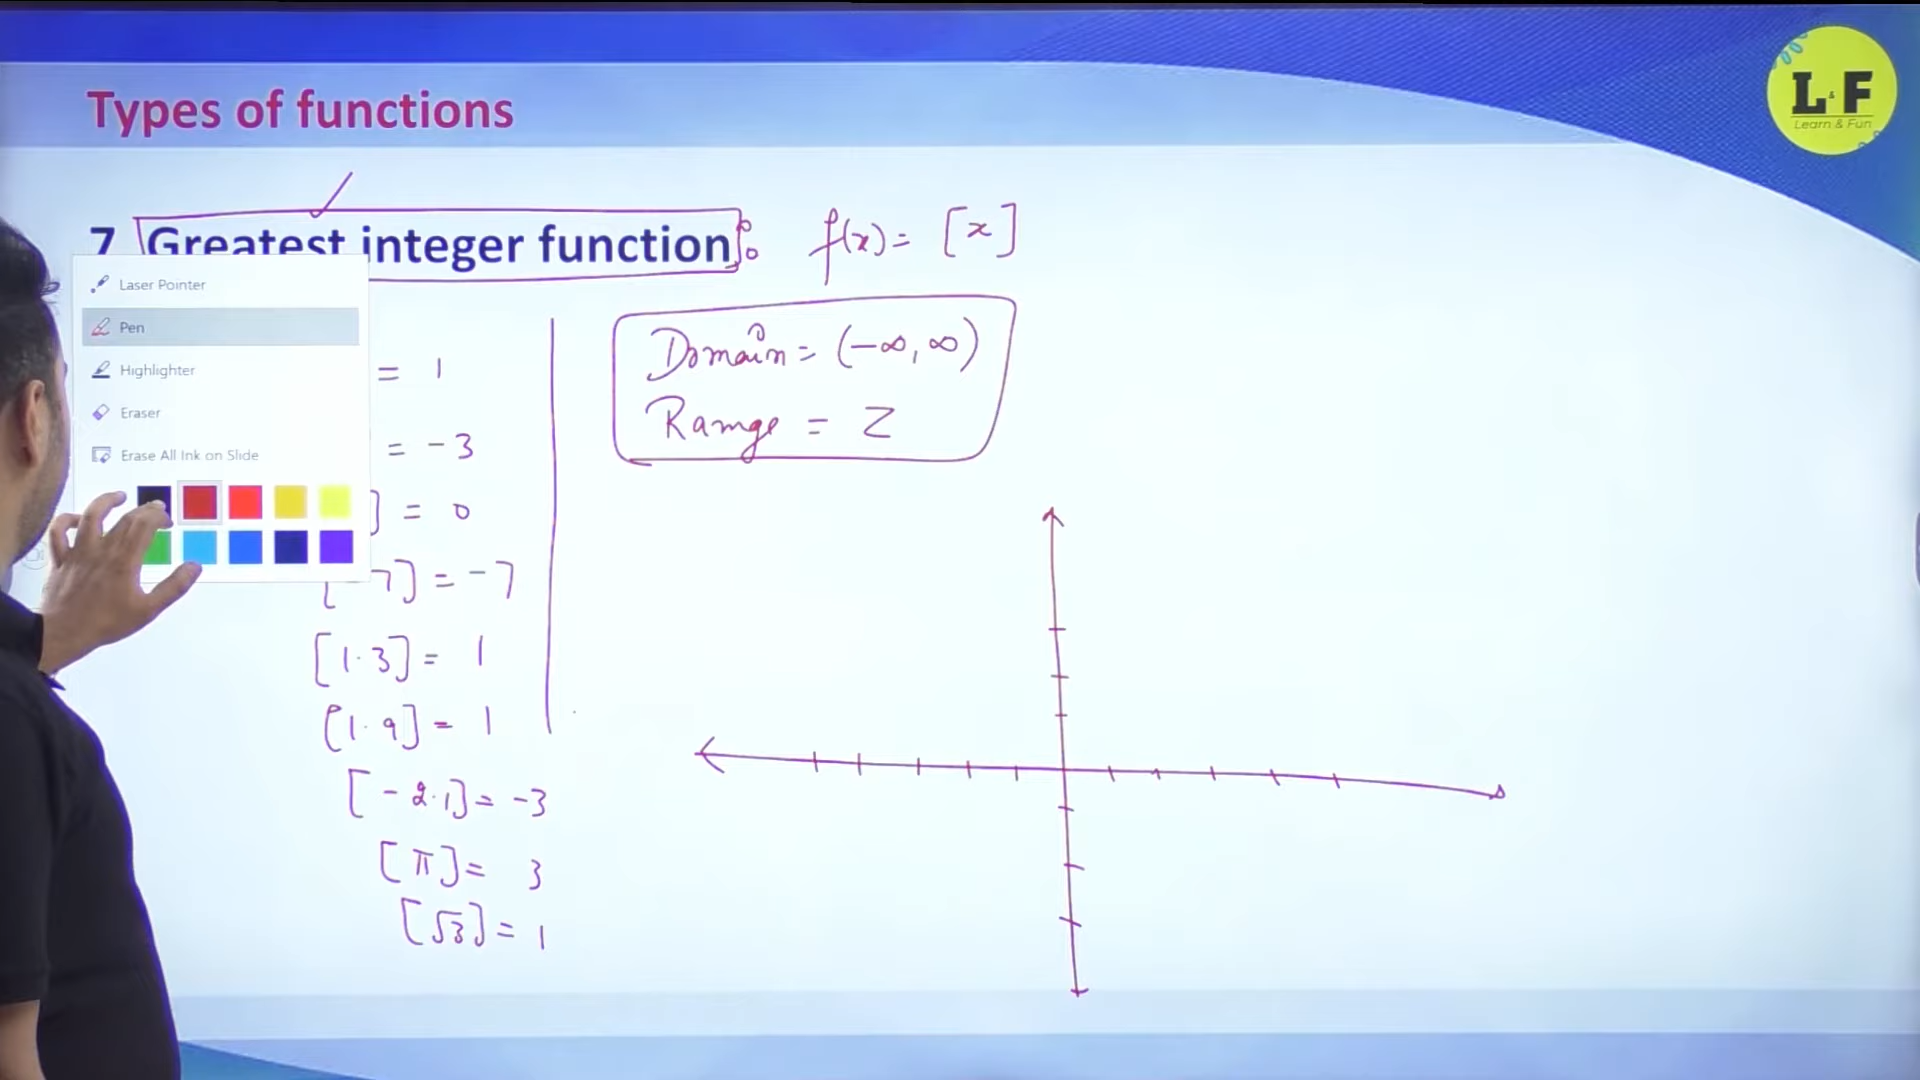 Types of functions
L&F
Learn & Fun
7 Greatest integer function: f(x) = [x]
Laser Pointer
Pen
Highlighter
Eraser
Erase All Ink on Slide
= 1
= -3
] = 0
[-7] = -7
[1.3] = 1
[1.9] = 1
[-2.1] = -3
[π] = 3
[√3] = 1
Domain = (-∞, ∞)
Range = Z